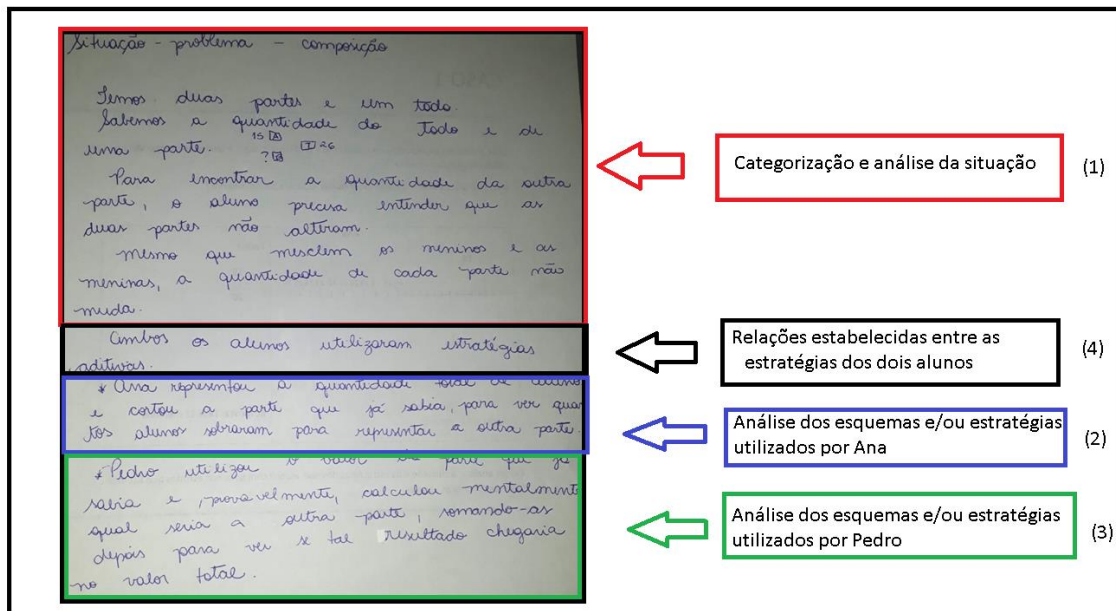 Situação - problema - composição
Temos duas partes e um todo.
Sabemos a quantidade do Todo e de
uma parte. 15 A T 26
? B
Para encontrar a quantidade da outra
parte, o aluno precisa entender que as
duas partes não alteram.
Mesmo que mesclem os meninos e as
meninas, a quantidade de cada parte não
muda.
Ambos os alunos utilizaram estratégias
aditivas.
* Ana representou a quantidade total de
e cortou a parte que já sabia, para ver quan
tos alunos sobraram para representar a outra parte.
* Pedro utilizou o valor da parte que já
sabia e, provavelmente, calculou mentalmente
qual seria a outra parte, somando-as
depois para ver se tal resultado chegaria
no valor total.
Categorização e análise da situação (1)
Relações estabelecidas entre as
estratégias dos dois alunos (4)
Análise dos esquemas e/ou estratégias
utilizados por Ana (2)
Análise dos esquemas e/ou estratégias
utilizados por Pedro (3)